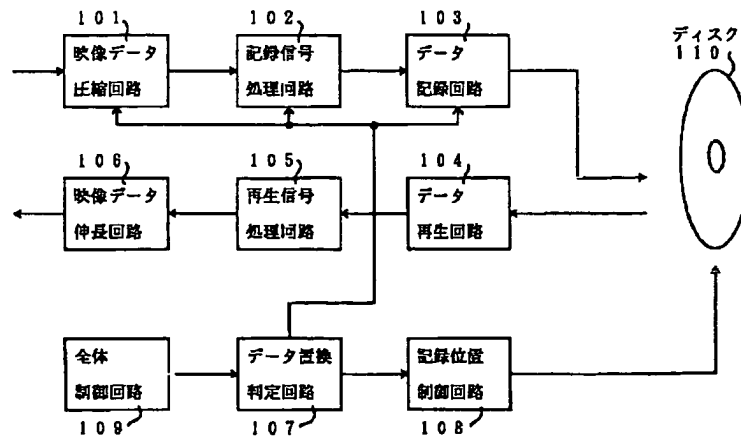 101
102
103
ディスク
110
映像データ
圧縮回路
記録信号
処理回路
データ
記録回路
106
105
104
映像データ
伸長回路
再生信号
処理回路
データ
再生回路
全体
制御回路
データ置換
判定回路
記録位置
制御回路
109
107
108